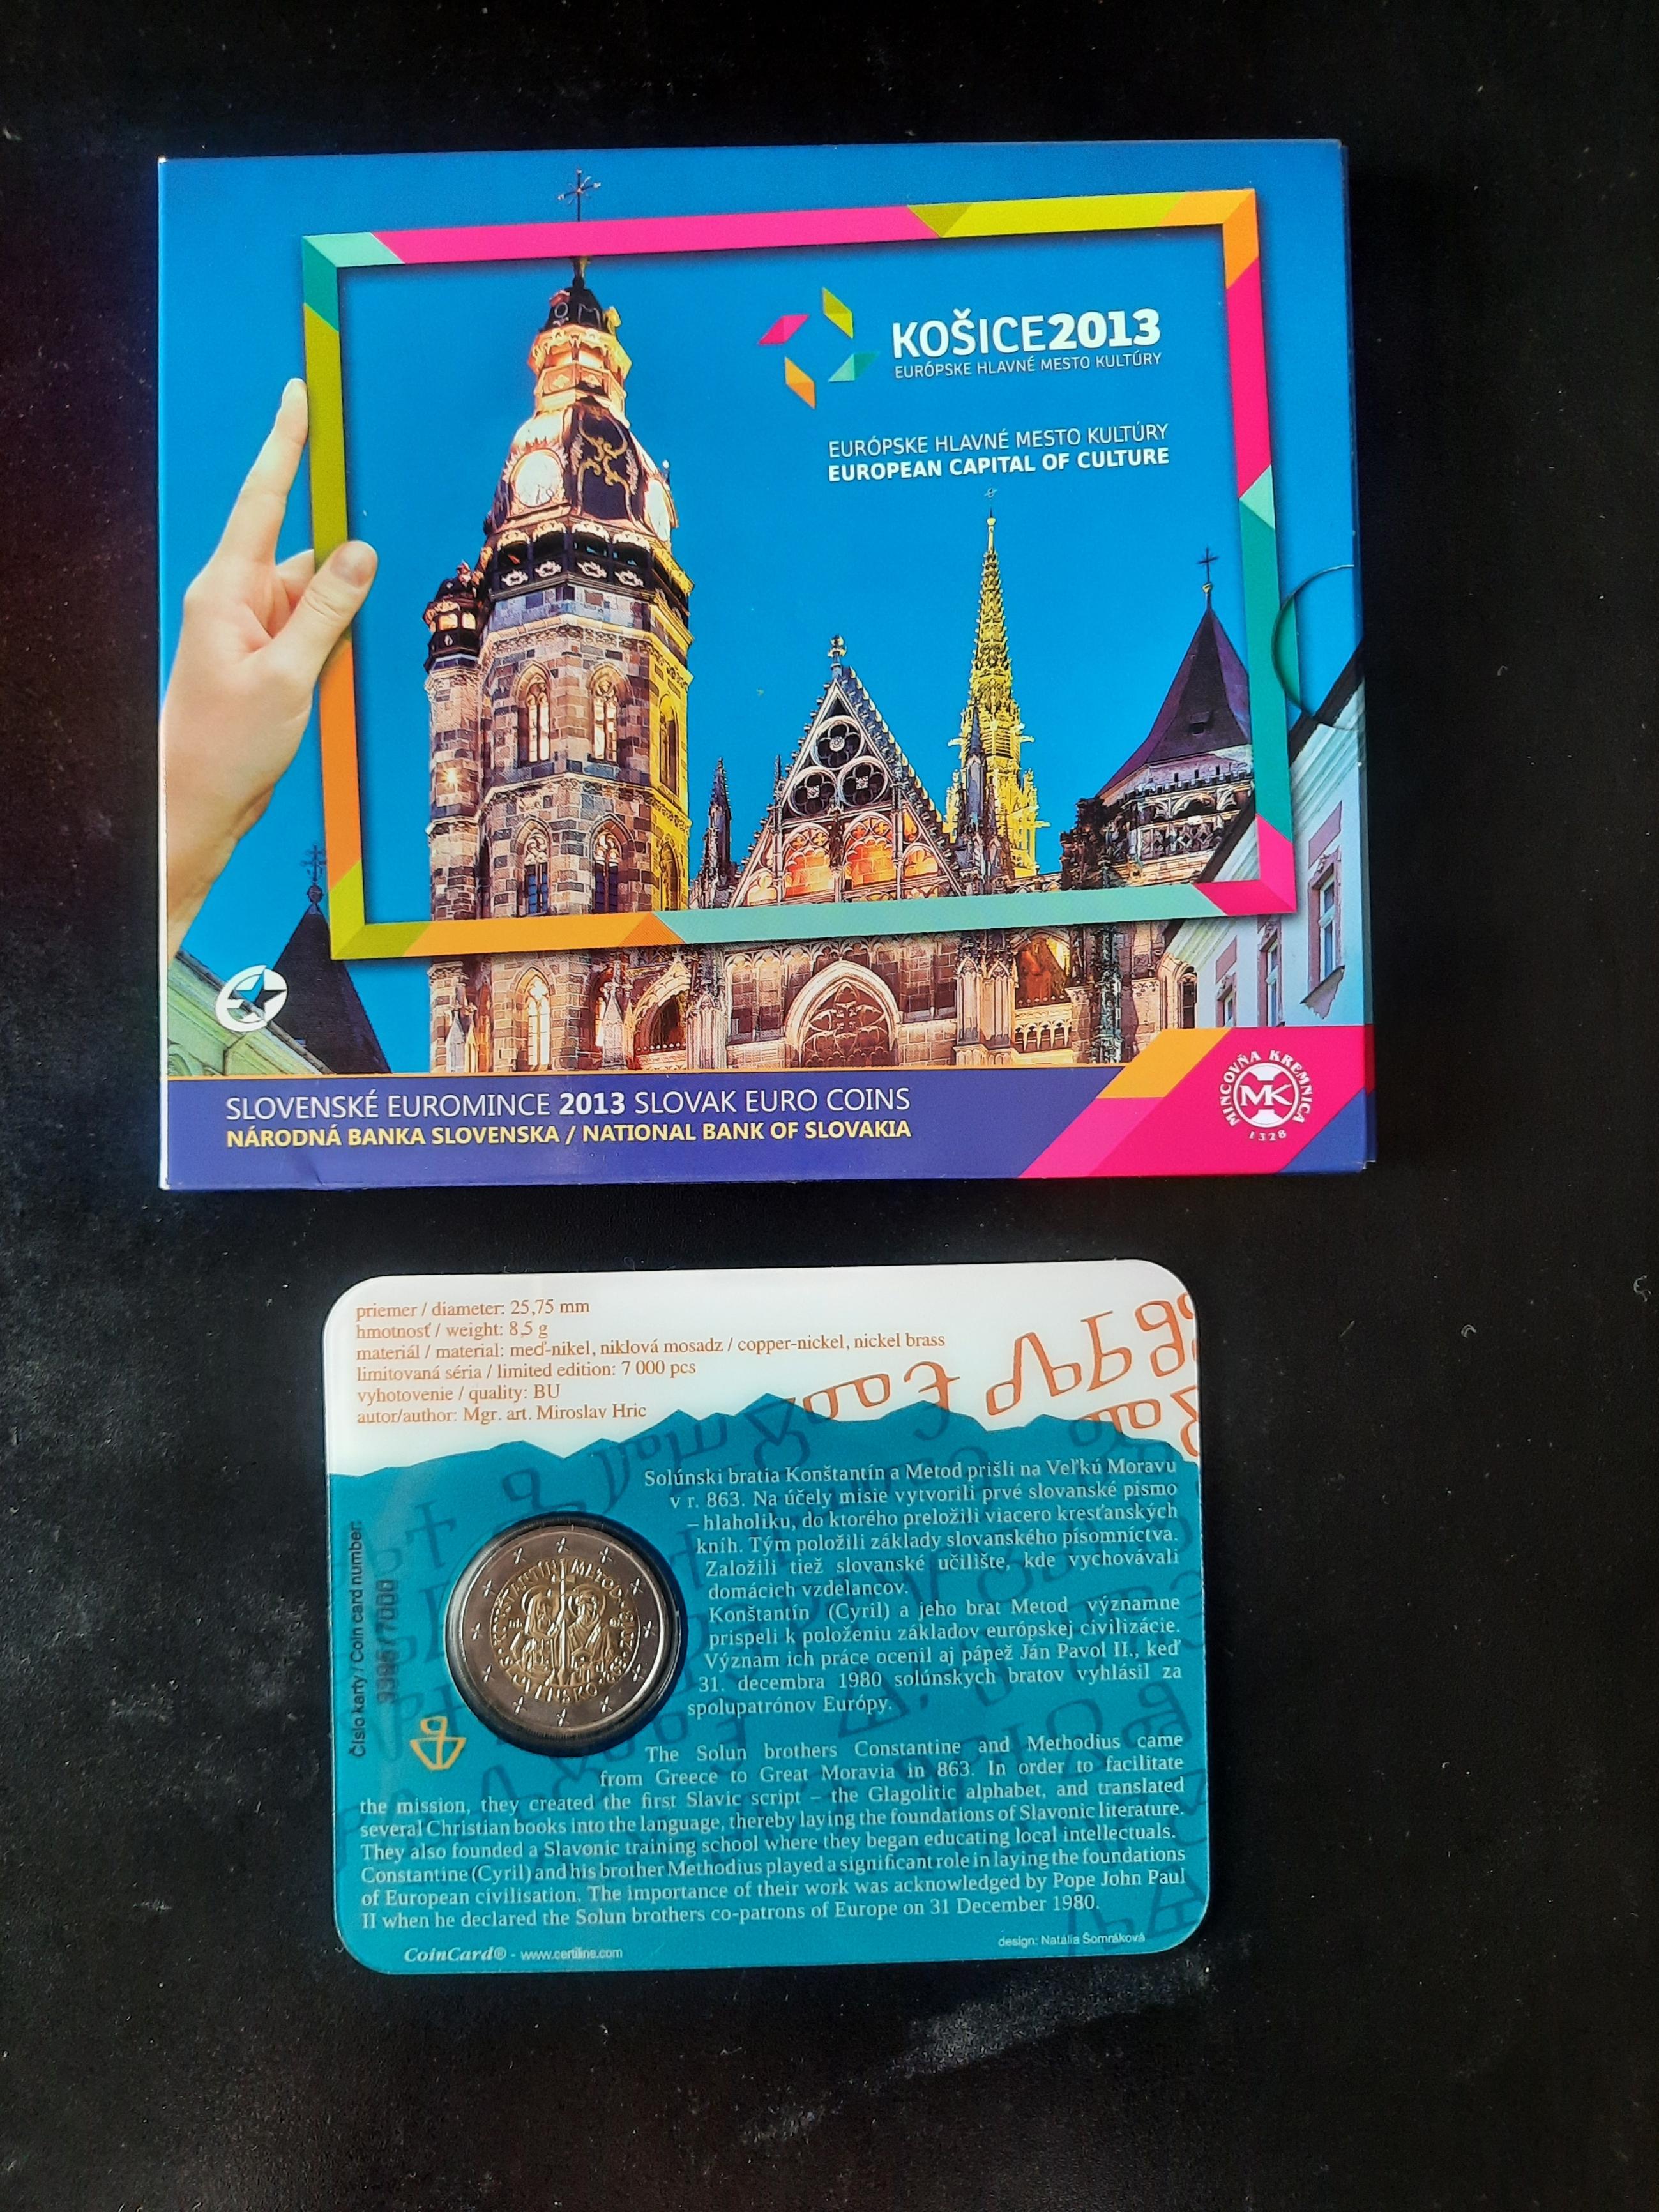 KOŠICE2013
EURÓPSKE HLAVNÉ MESTO KULTÚRY
EURÓPSKE HLAVNÉ MESTO KULTÚRY
EUROPEAN CAPITAL OF CULTURE
SLOVENSKÉ EUROMINCE 2013 SLOVAK EURO COINS
NÁRODNÁ BANKA SLOVENSKA / NATIONAL BANK OF SLOVAKIA
MINCOVŇA KREMNICA
MK
1328
priemer / diameter: 25,75 mm
hmotnosť / weight: 8,5 g
materiál / material: meď-nikel, niklová mosadz / copper-nickel, nickel brass
limitovaná séria / limited edition: 7 000 pcs
vyhotovenie / quality: BU
autor/author: Mgr. art. Miroslav Hric
Solúnski bratia Konštantín a Metod prišli na Veľkú Moravu
v r. 863. Na účely misie vytvorili prvé slovanské písmo
– hlaholiku, do ktorého preložili viacero kresťanských
kníh. Tým položili základy slovanského písomníctva.
Založili tiež slovanské učilište, kde vychovávali
domácich vzdelancov.
Konštantín (Cyril) a jeho brat Metod významne
prispeli k položeniu základov európskej civilizácie.
Význam ich práce ocenil aj pápež Ján Pavol II., keď
31. decembra 1980 solúnskych bratov vyhlásil za
spolupatrónov Európy.
Číslo karty / Coin card number:
KONŠTANTÍN METOD
SLOVENSKO
863 2013
The Solun brothers Constantine and Methodius came
from Greece to Great Moravia in 863. In order to facilitate
the mission, they created the first Slavic script – the Glagolitic alphabet, and translated
several Christian books into the language, thereby laying the foundations of Slavonic literature.
They also founded a Slavonic training school where they began educating local intellectuals.
Constantine (Cyril) and his brother Methodius played a significant role in laying the foundations
of European civilisation. The importance of their work was acknowledged by Pope John Paul
II when he declared the Solun brothers co-patrons of Europe on 31 December 1980.
CoinCard® - www.certiline.com
design: Natália Šomráková